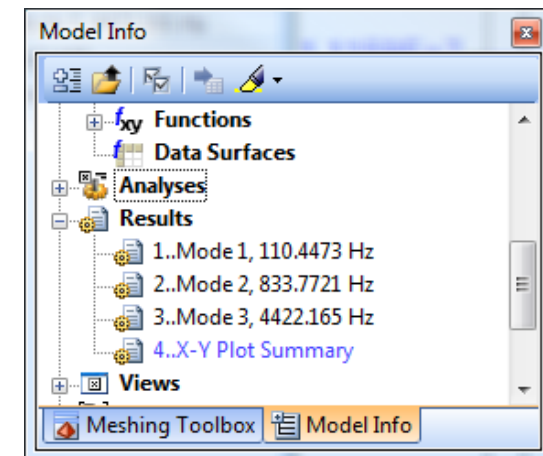 Model Info
fxy Functions
f Data Surfaces
Analyses
Results
1..Mode 1, 110.4473 Hz
2..Mode 2, 833.7721 Hz
3..Mode 3, 4422.165 Hz
4..X-Y Plot Summary
Views
Meshing Toolbox Model Info